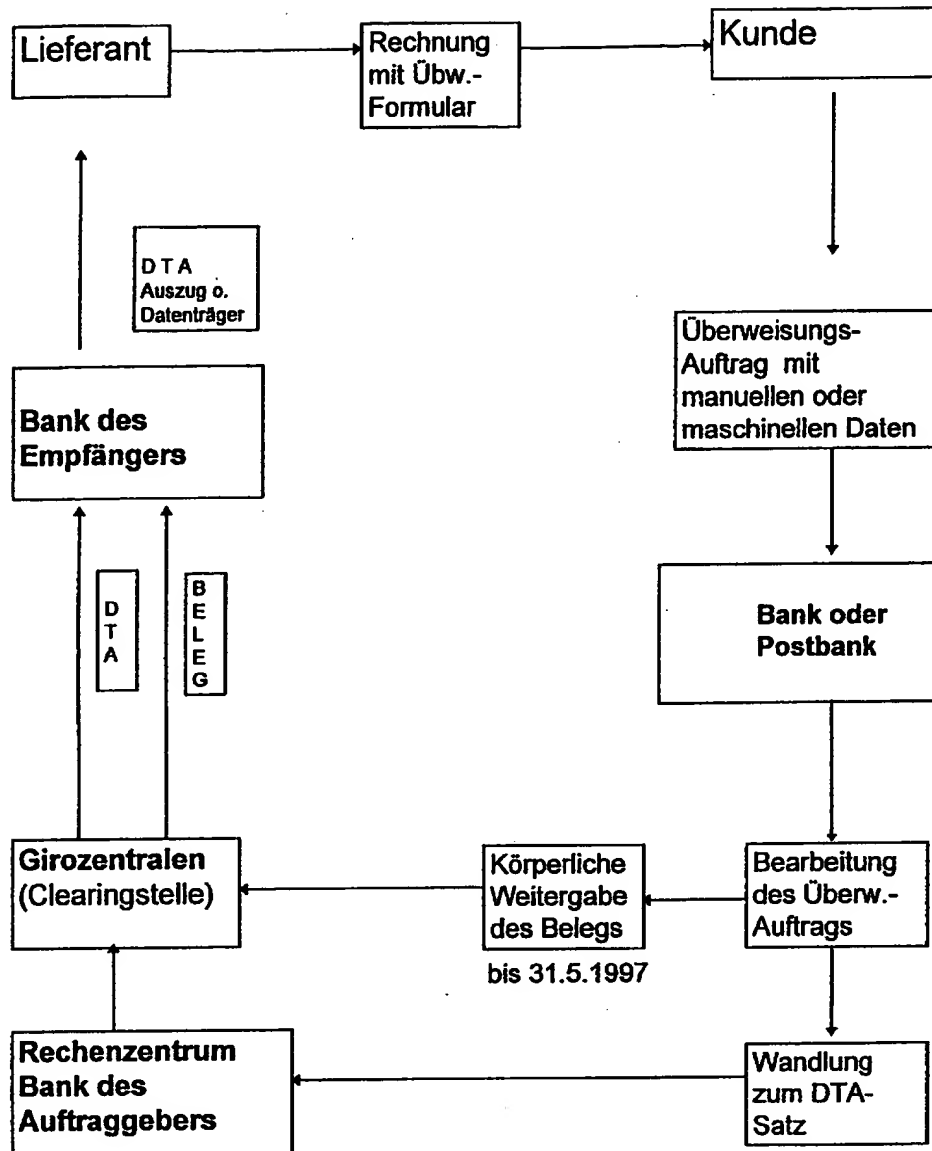 Lieferant
Rechnung
mit Übw.-
Formular
Kunde
D T A
Auszug o.
Datenträger
Überweisungs-
Auftrag mit
manuellen oder
maschinellen Daten
Bank des
Empfängers
D
T
A
B
E
L
E
G
Bank oder
Postbank
Girozentralen
(Clearingstelle)
Körperliche
Weitergabe
des Belegs
bis 31.5.1997
Bearbeitung
des Überw.-
Auftrags
Rechenzentrum
Bank des
Auftraggebers
Wandlung
zum DTA-
Satz